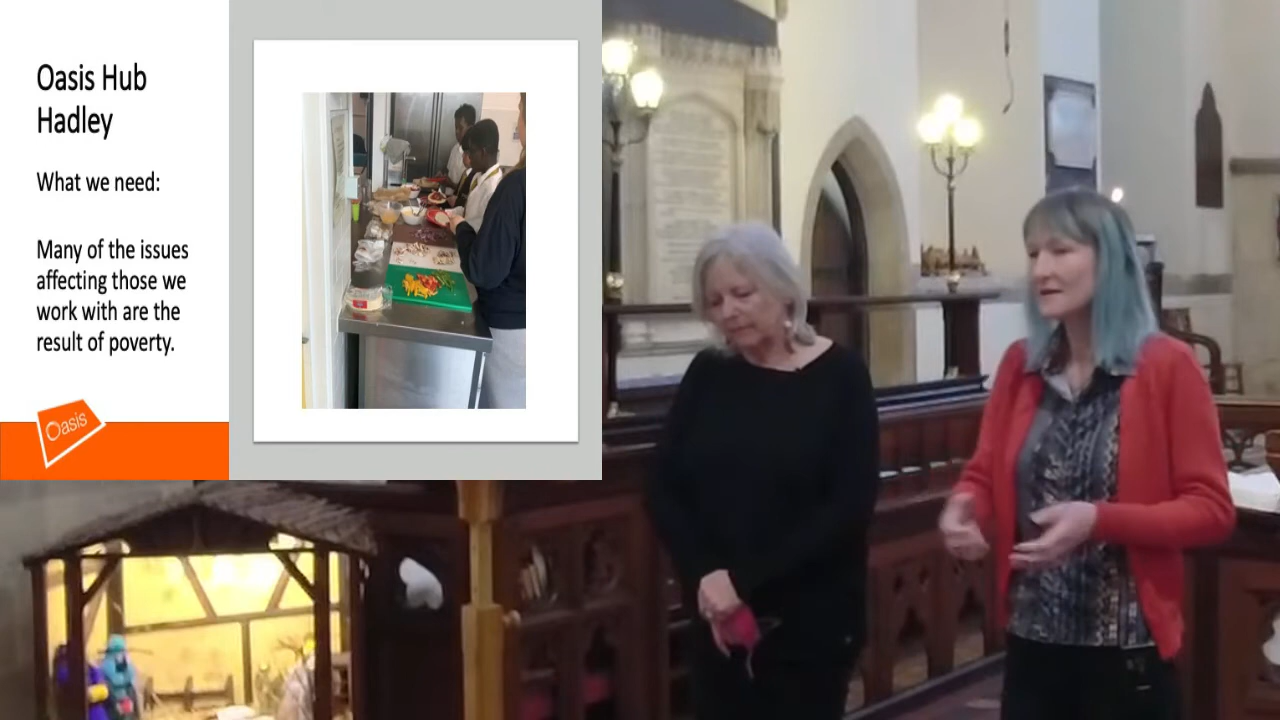 Oasis Hub
Hadley
What we need:
Many of the issues
affecting those we
work with are the
result of poverty.
Oasis